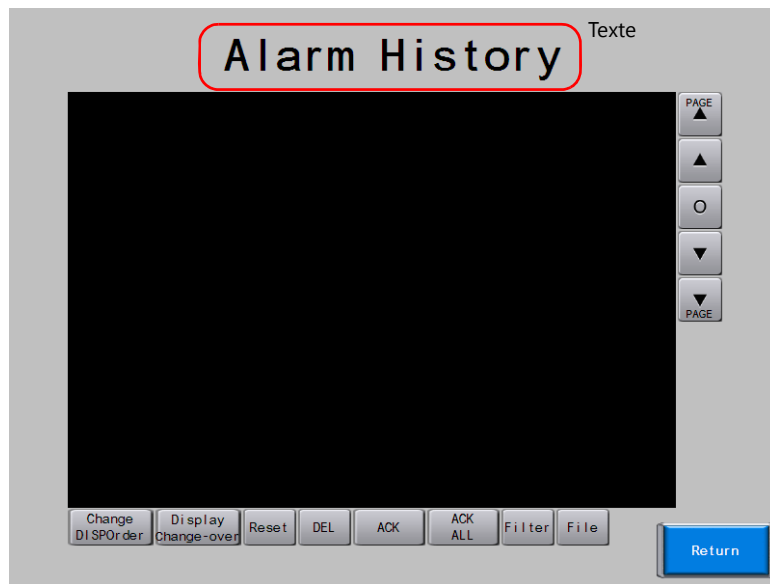 Alarm History
Texte
PAGE
▲
▲
O
▼
▼
PAGE
Change
DISPOrder
Display
Change-over
Reset
DEL
ACK
ACK
ALL
Filter
File
Return